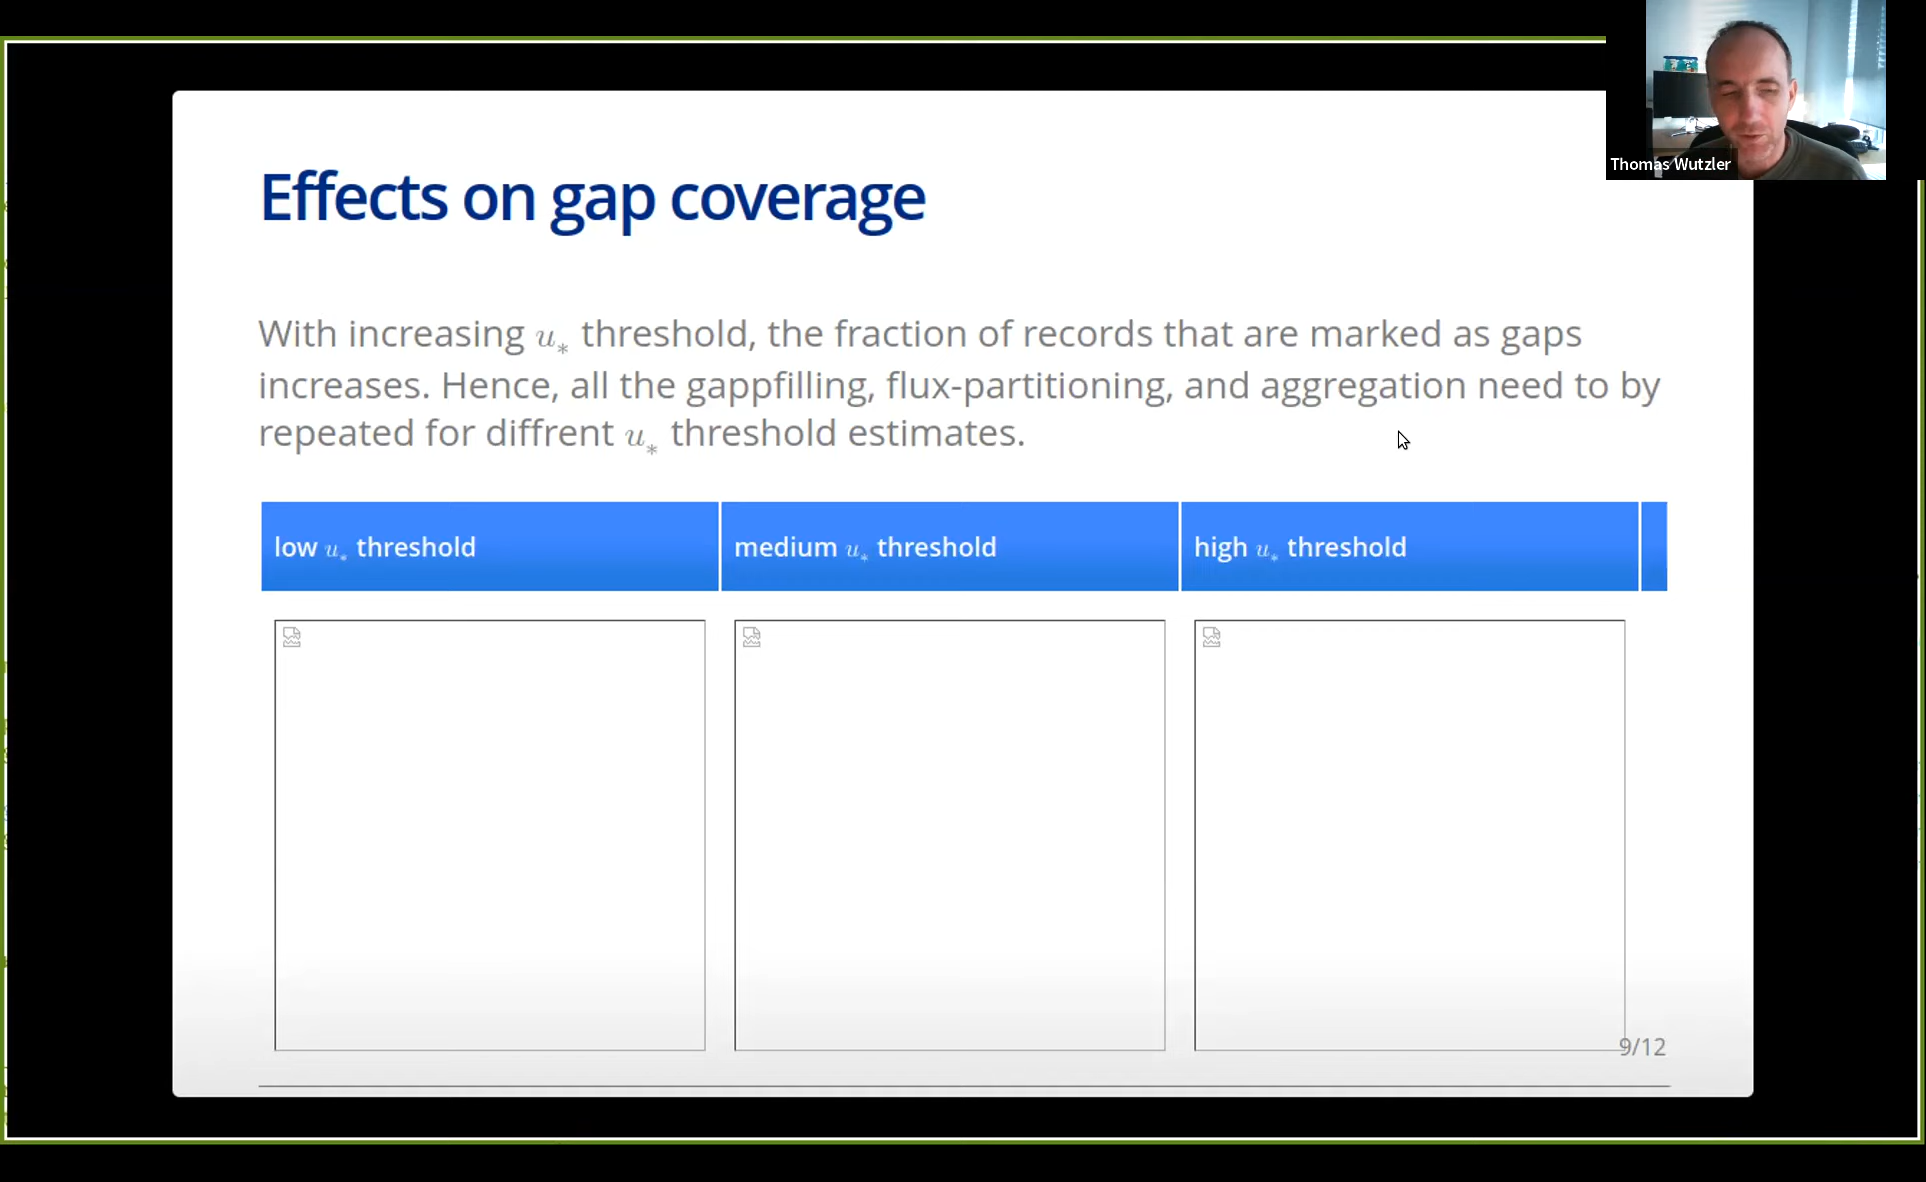 Thomas Wutzler
Effects on gap coverage
With increasing u* threshold, the fraction of records that are marked as gaps
increases. Hence, all the gappfilling, flux-partitioning, and aggregation need to by
repeated for diffrent u* threshold estimates.
low u* threshold
medium u* threshold
high u* threshold
9/12